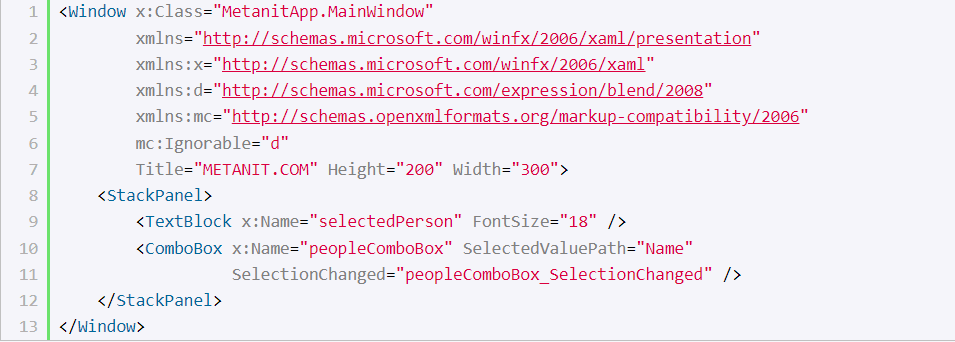 1 <Window x:Class="MetanitApp.MainWindow"
2 xmlns="http://schemas.microsoft.com/winfx/2006/xaml/presentation"
3 xmlns:x="http://schemas.microsoft.com/winfx/2006/xaml"
4 xmlns:d="http://schemas.microsoft.com/expression/blend/2008"
5 xmlns:mc="http://schemas.openxmlformats.org/markup-compatibility/2006"
6 mc:Ignorable="d"
7 Title="METANIT.COM" Height="200" Width="300">
8 <StackPanel>
9 <TextBlock x:Name="selectedPerson" FontSize="18" />
10 <ComboBox x:Name="peopleComboBox" SelectedValuePath="Name"
11 SelectionChanged="peopleComboBox_SelectionChanged" />
12 </StackPanel>
13 </Window>